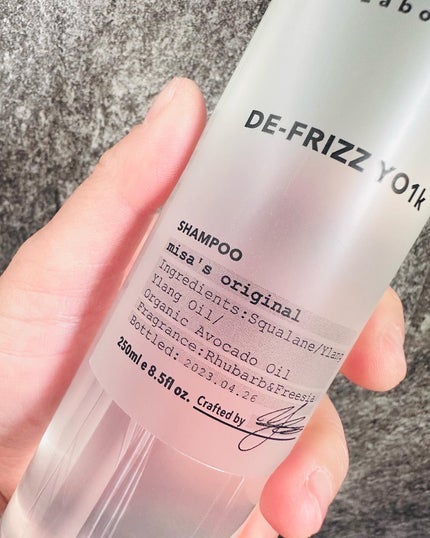 Labo
DE-FRIZZ YO1k
SHAMPOO
misa's original
Ingredients:Squalane/Ylang
Ylang Oil/
Organic Avocado Oil
Fragrance:Rhubarb&Freesia
Bottled: 2023.04.26
250ml e 8.5fl oz. Crafted by